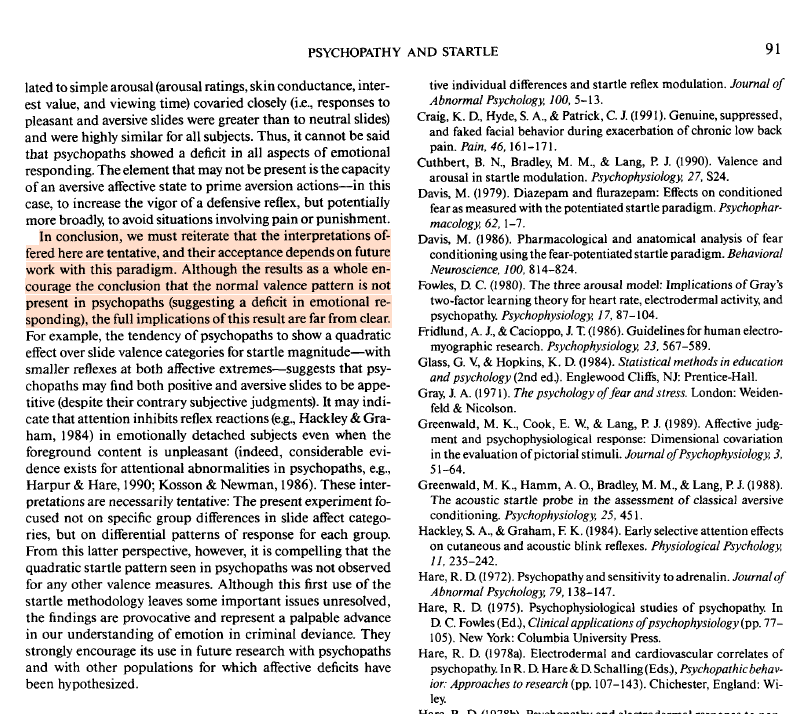 PSYCHOPATHY AND STARTLE
91
lated to simple arousal (arousal ratings, skin conductance, inter-
est value, and viewing time) covaried closely (i.e., responses to
pleasant and aversive slides were greater than to neutral slides)
and were highly similar for all subjects. Thus, it cannot be said
that psychopaths showed a deficit in all aspects of emotional
responding. The element that may not be present is the capacity
of an aversive affective state to prime aversion actions—in this
case, to increase the vigor of a defensive reflex, but potentially
more broadly, to avoid situations involving pain or punishment.
In conclusion, we must reiterate that the interpretations of-
fered here are tentative, and their acceptance depends on future
work with this paradigm. Although the results as a whole en-
courage the conclusion that the normal valence pattern is not
present in psychopaths (suggesting a deficit in emotional re-
sponding), the full implications of this result are far from clear.
For example, the tendency of psychopaths to show a quadratic
effect over slide valence categories for startle magnitude—with
smaller reflexes at both affective extremes—suggests that psy-
chopaths may find both positive and aversive slides to be appe-
titive (despite their contrary subjective judgments). It may indi-
cate that attention inhibits reflex reactions (e.g., Hackley & Gra-
ham, 1984) in emotionally detached subjects even when the
foreground content is unpleasant (indeed, considerable evi-
dence exists for attentional abnormalities in psychopaths, e.g.,
Harpur & Hare, 1990; Kosson & Newman, 1986). These inter-
pretations are necessarily tentative: The present experiment fo-
cused not on specific group differences in slide affect catego-
ries, but on differential patterns of response for each group.
From this latter perspective, however, it is compelling that the
quadratic startle pattern seen in psychopaths was not observed
for any other valence measures. Although this first use of the
startle methodology leaves some important issues unresolved,
the findings are provocative and represent a palpable advance
in our understanding of emotion in criminal deviance. They
strongly encourage its use in future research with psychopaths
and with other populations for which affective deficits have
been hypothesized.
tive individual differences and startle reflex modulation. Journal of
Abnormal Psychology, 100, 5-13.
Craig, K. D., Hyde, S. A., & Patrick, C. J. (1991). Genuine, suppressed,
and faked facial behavior during exacerbation of chronic low back
pain. Pain, 46, 161-171.
Cuthbert, B. N., Bradley, M. M., & Lang, P. J. (1990). Valence and
arousal in startle modulation. Psychophysiology, 27, S24.
Davis, M. (1979). Diazepam and flurazepam: Effects on conditioned
fear as measured with the potentiated startle paradigm. Psychophar-
macology, 62, 1-7.
Davis, M. (1986). Pharmacological and anatomical analysis of fear
conditioning using the fear-potentiated startle paradigm. Behavioral
Neuroscience, 100, 814-824.
Fowles, D. C. (1980). The three arousal model: Implications of Gray's
two-factor learning theory for heart rate, electrodermal activity, and
psychopathy. Psychophysiology, 17, 87-104.
Fridlund, A. J., & Cacioppo, J. T. (1986). Guidelines for human electro-
myographic research. Psychophysiology, 23, 567-589.
Glass, G. V., & Hopkins, K. D. (1984). Statistical methods in education
and psychology (2nd ed.). Englewood Cliffs, NJ: Prentice-Hall.
Gray, J. A. (1971). The psychology of fear and stress. London: Weiden-
feld & Nicolson.
Greenwald, M. K., Cook, E. W., & Lang, P. J. (1989). Affective judg-
ment and psychophysiological response: Dimensional covariation
in the evaluation of pictorial stimuli. Journal of Psychophysiology, 3,
51-64.
Greenwald, M. K., Hamm, A. O., Bradley, M. M., & Lang, P. J. (1988).
The acoustic startle probe in the assessment of classical aversive
conditioning. Psychophysiology, 25, 451.
Hackley, S. A., & Graham, F. K. (1984). Early selective attention effects
on cutaneous and acoustic blink reflexes. Physiological Psychology,
11, 235-242.
Hare, R. D. (1972). Psychopathy and sensitivity to adrenalin. Journal of
Abnormal Psychology, 79, 138-147.
Hare, R. D. (1975). Psychophysiological studies of psychopathy. In
D. C. Fowles (Ed.), Clinical applications of psychophysiology (pp. 77-
105). New York: Columbia University Press.
Hare, R. D. (1978a). Electrodermal and cardiovascular correlates of
psychopathy. In R. D. Hare & D. Schalling (Eds.), Psychopathic behav-
ior: Approaches to research (pp. 107-143). Chichester, England: Wi-
ley.